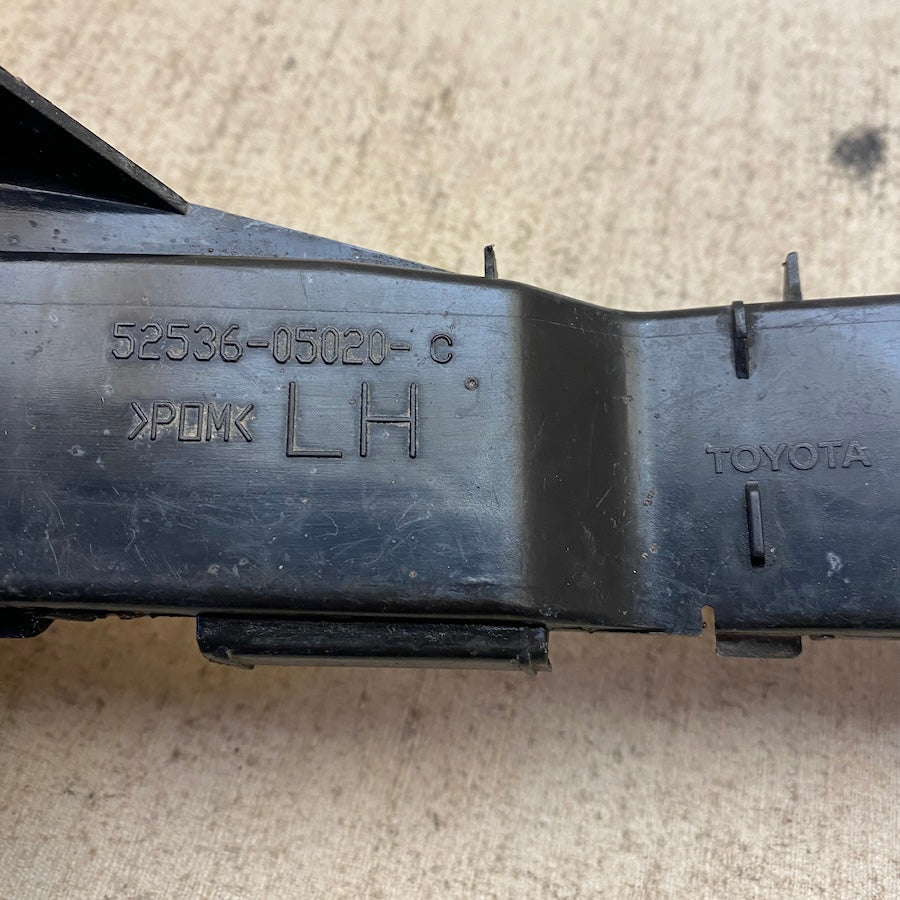 52536-05020- C
>POM<
LH
TOYOTA